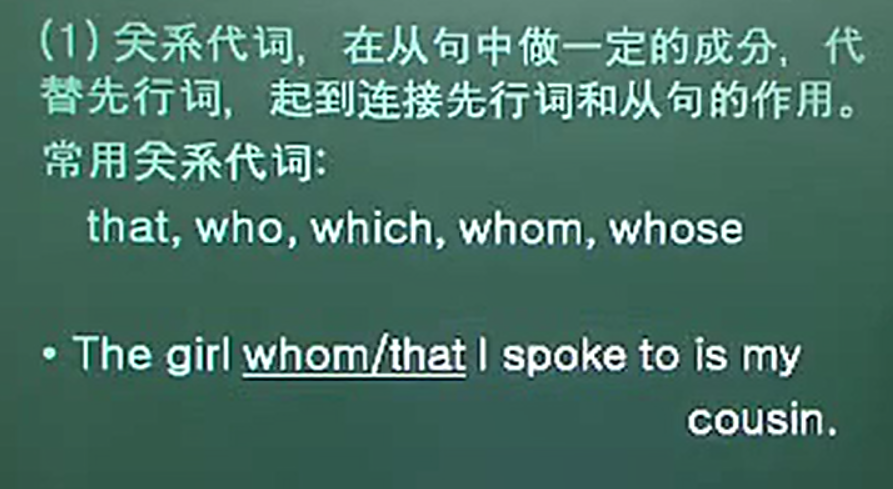 (1) 关系代词, 在从句中做一定的成分, 代
替先行词, 起到连接先行词和从句的作用。
常用关系代词:
that, who, which, whom, whose
• The girl whom/that I spoke to is my
cousin.